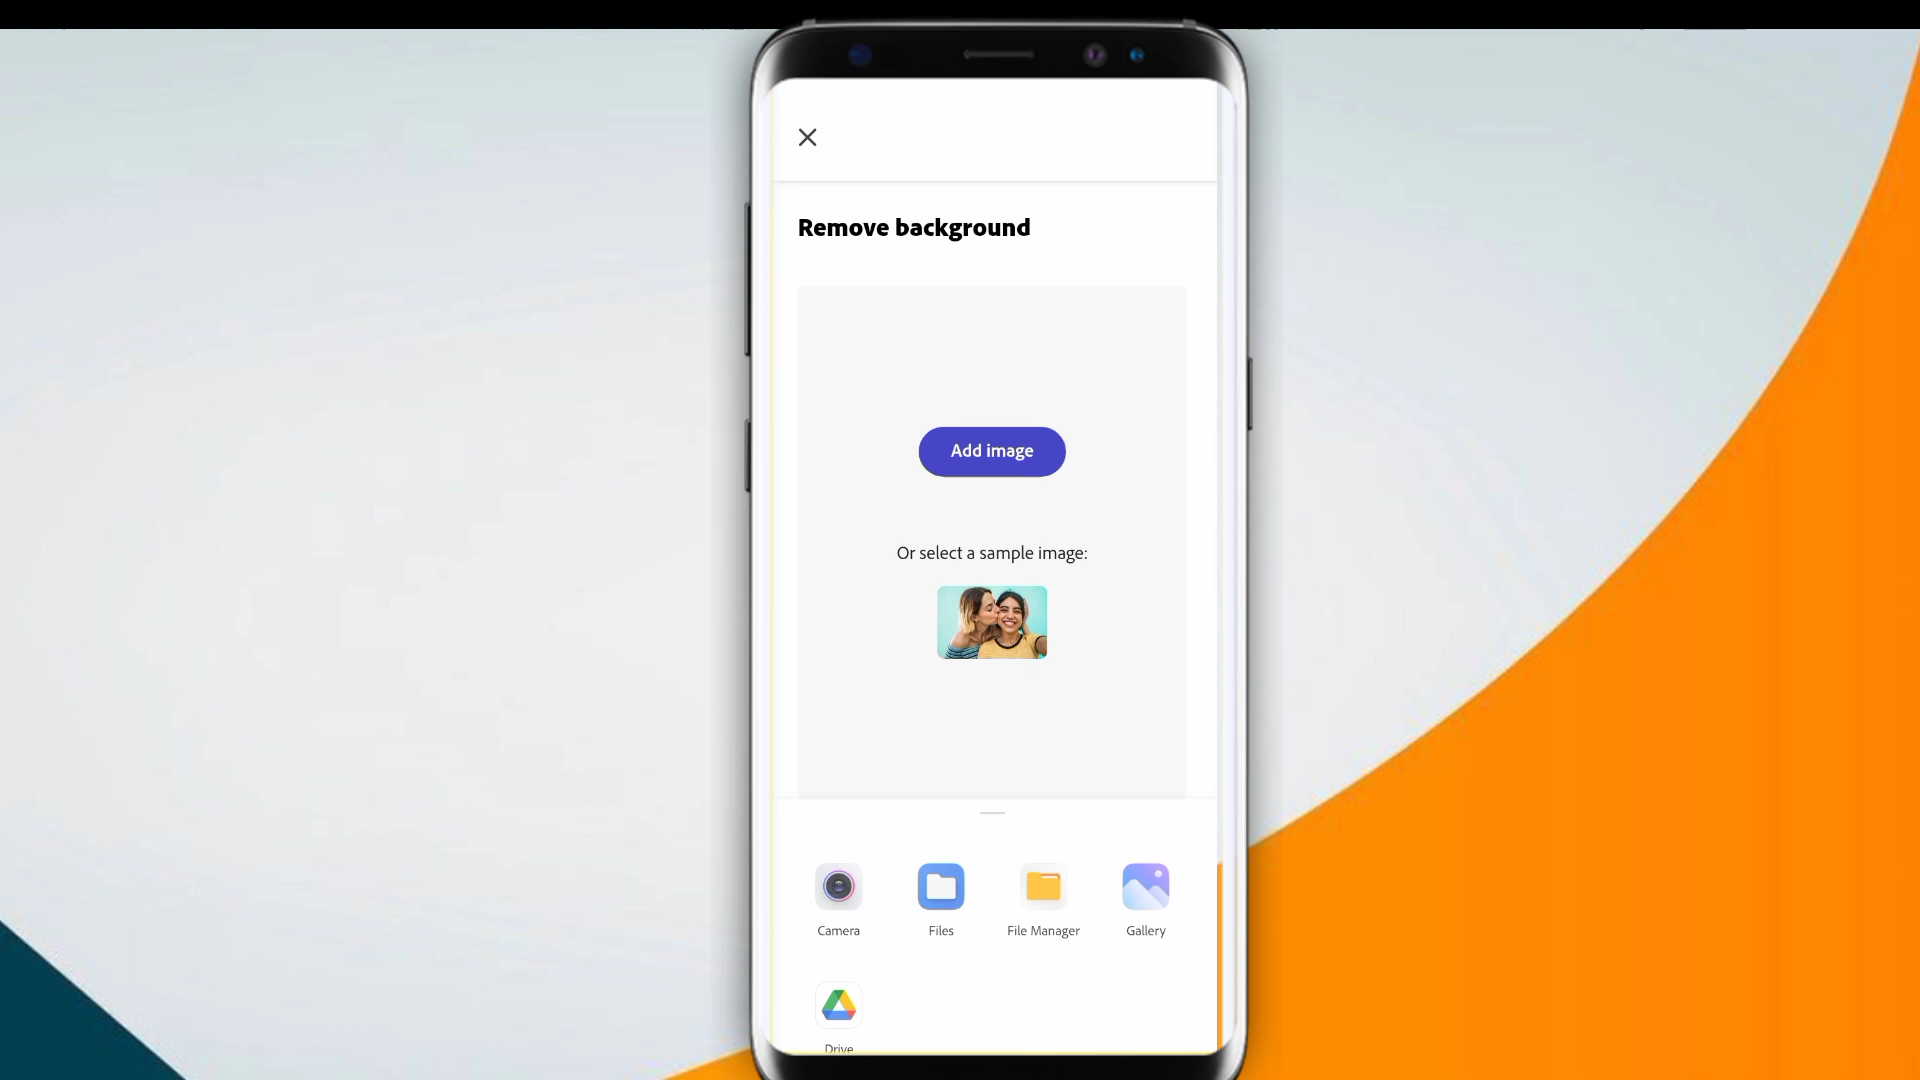 Remove background
Add image
Or select a sample image:
Camera
Files
File Manager
Gallery
Drive